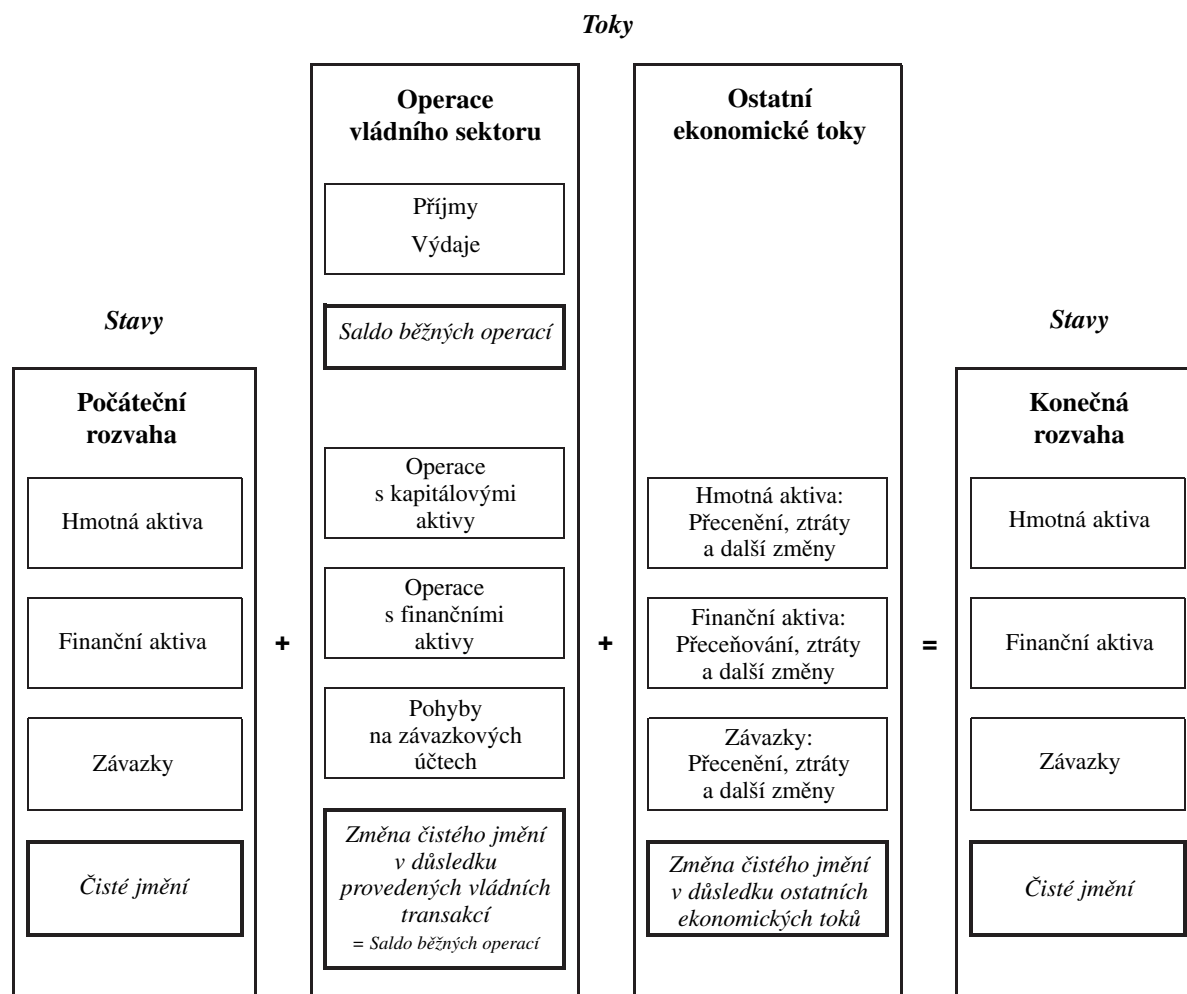 Toky
Operace
vládního sektoru
Příjmy
Výdaje
Saldo běžných operací
Operace
s kapitálovými
aktivy
Operace
s finančními
aktivy
Pohyby
na závazkových
účtech
Změna čistého jmění
v důsledku
provedených vládních
transakcí
= Saldo běžných operací
Ostatní
ekonomické toky
Hmotná aktiva:
Přecenění, ztráty
a další změny
Finanční aktiva:
Přeceňování, ztráty
a další změny
Závazky:
Přecenění, ztráty
a další změny
Změna čistého jmění
v důsledku ostatních
ekonomických toků
Stavy
Počáteční
rozvaha
Hmotná aktiva
Finanční aktiva
Závazky
Čisté jmění
+
+
=
Stavy
Konečná
rozvaha
Hmotná aktiva
Finanční aktiva
Závazky
Čisté jmění